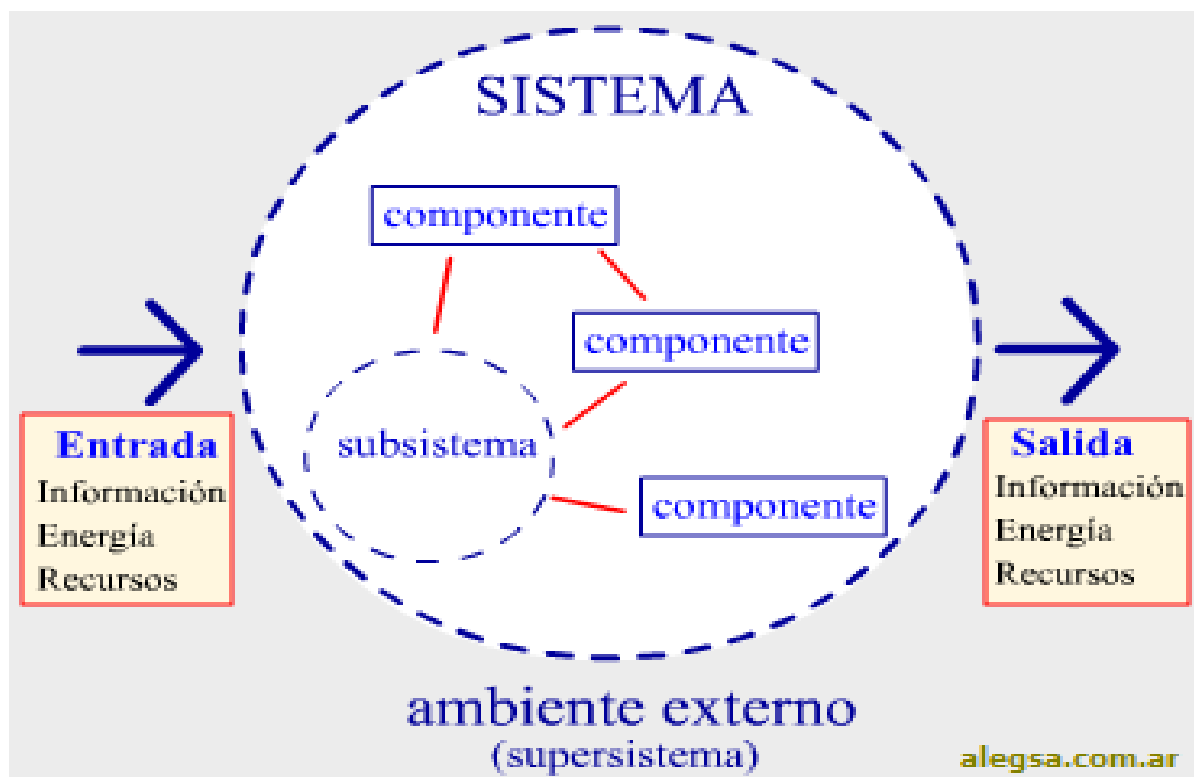 SISTEMA
componente
componente
subsistema
componente
Entrada
Información
Energía
Recursos
Salida
Información
Energía
Recursos
ambiente externo
(supersistema)
alegsa.com.ar